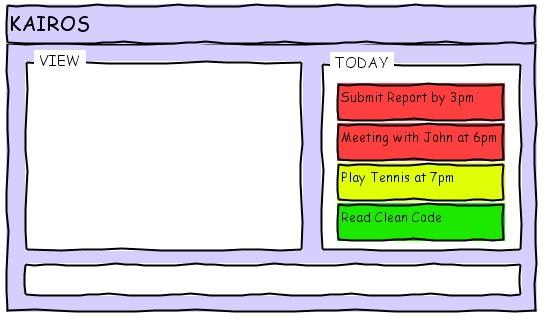 KAIROS
VIEW
TODAY
Submit Report by 3pm
Meeting with John at 6pm
Play Tennis at 7pm
Read Clean Code